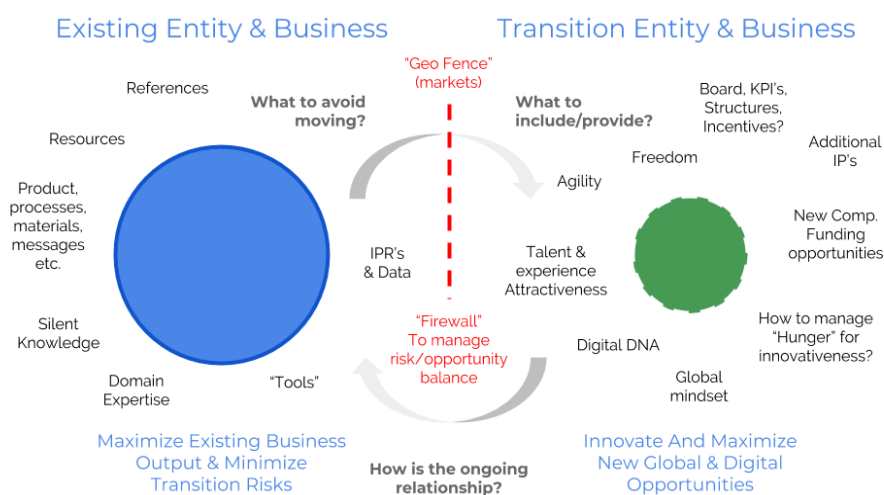 Existing Entity & Business
Transition Entity & Business
“Geo Fence”
(markets)
References
What to avoid
moving?
What to
include/provide?
Board, KPI’s,
Structures,
Incentives?
Resources
Freedom
Additional
IP’s
Agility
Product,
processes,
materials,
messages
etc.
IPR’s
& Data
Talent &
experience
Attractiveness
New Comp.
Funding
opportunities
Silent
Knowledge
“Firewall”
To manage
risk/opportunity
balance
Digital DNA
How to manage
“Hunger” for
innovativeness?
Domain
Expertise
“Tools”
Global
mindset
Maximize Existing Business
Output & Minimize
Transition Risks
How is the ongoing
relationship?
Innovate And Maximize
New Global & Digital
Opportunities